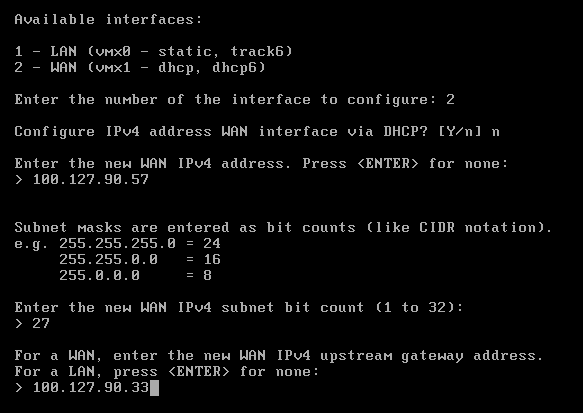 Available interfaces:
1 - LAN (vmx0 - static, track6)
2 - WAN (vmx1 - dhcp, dhcp6)
Enter the number of the interface to configure: 2
Configure IPv4 address WAN interface via DHCP? [Y/n] n
Enter the new WAN IPv4 address. Press <ENTER> for none:
> 100.127.90.57
Subnet masks are entered as bit counts (like CIDR notation).
e.g. 255.255.255.0 = 24
     255.255.0.0   = 16
     255.0.0.0     = 8
Enter the new WAN IPv4 subnet bit count (1 to 32):
> 27
For a WAN, enter the new WAN IPv4 upstream gateway address.
For a LAN, press <ENTER> for none:
> 100.127.90.33